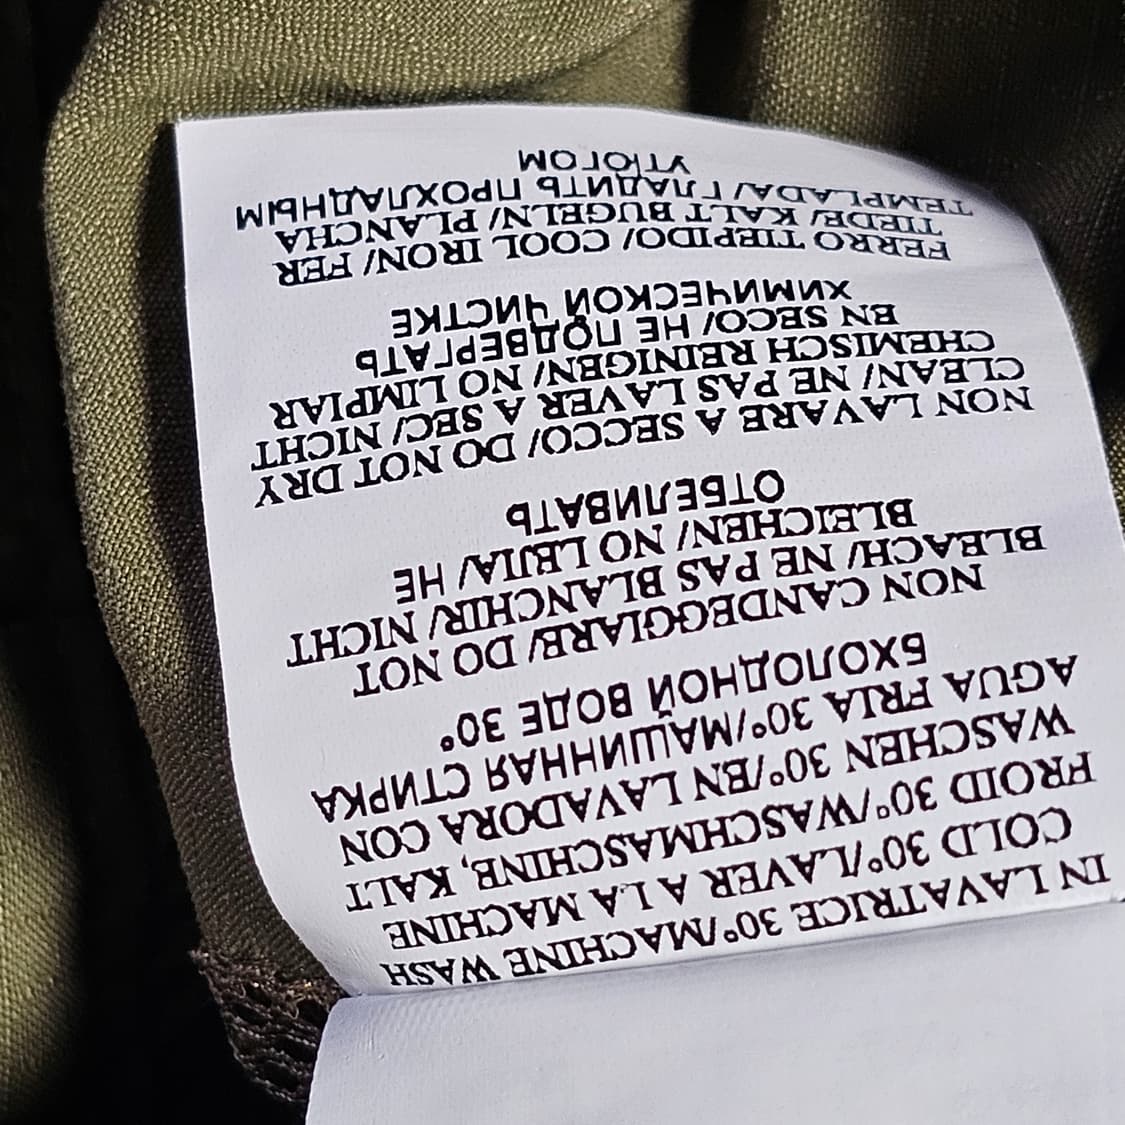 IN LAVATRICE 30°/MACHINE WASH
COLD 30°/LAVER A LA MACHINE
FROID 30°/WASCHMASCHINE, KALT
WASCHEN 30°/EN LAVADORA CON
AGUA FRIA 30°/МАШИННАЯ СТИРКА
БХОЛОДНОЙ ВОДЕ 30°
NON CANDEGGIARE/ DO NOT
BLEACH/ NE PAS BLANCHIR/ NICHT
BLEICHEN/ NO LEJIA/ НЕ
ОТБЕЛИВАТЬ
NON LAVARE A SECCO/ DO NOT DRY
CLEAN/ NE PAS LAVER A SEC/ NICHT
CHEMISCH REINIGEN/ NO LIMPIAR
EN SECO/ НЕ ПОДВЕРГАТЬ
ХИМИЧЕСКОЙ ЧИСТКЕ
FERRO TIEPIDO/ COOL IRON/ FER
TIEDE/ KALT BUGELN/ PLANCHA
TEMPLADA/ ГЛАДИТЬ ПРОХЛАДНЫМ
УТЮГОМ